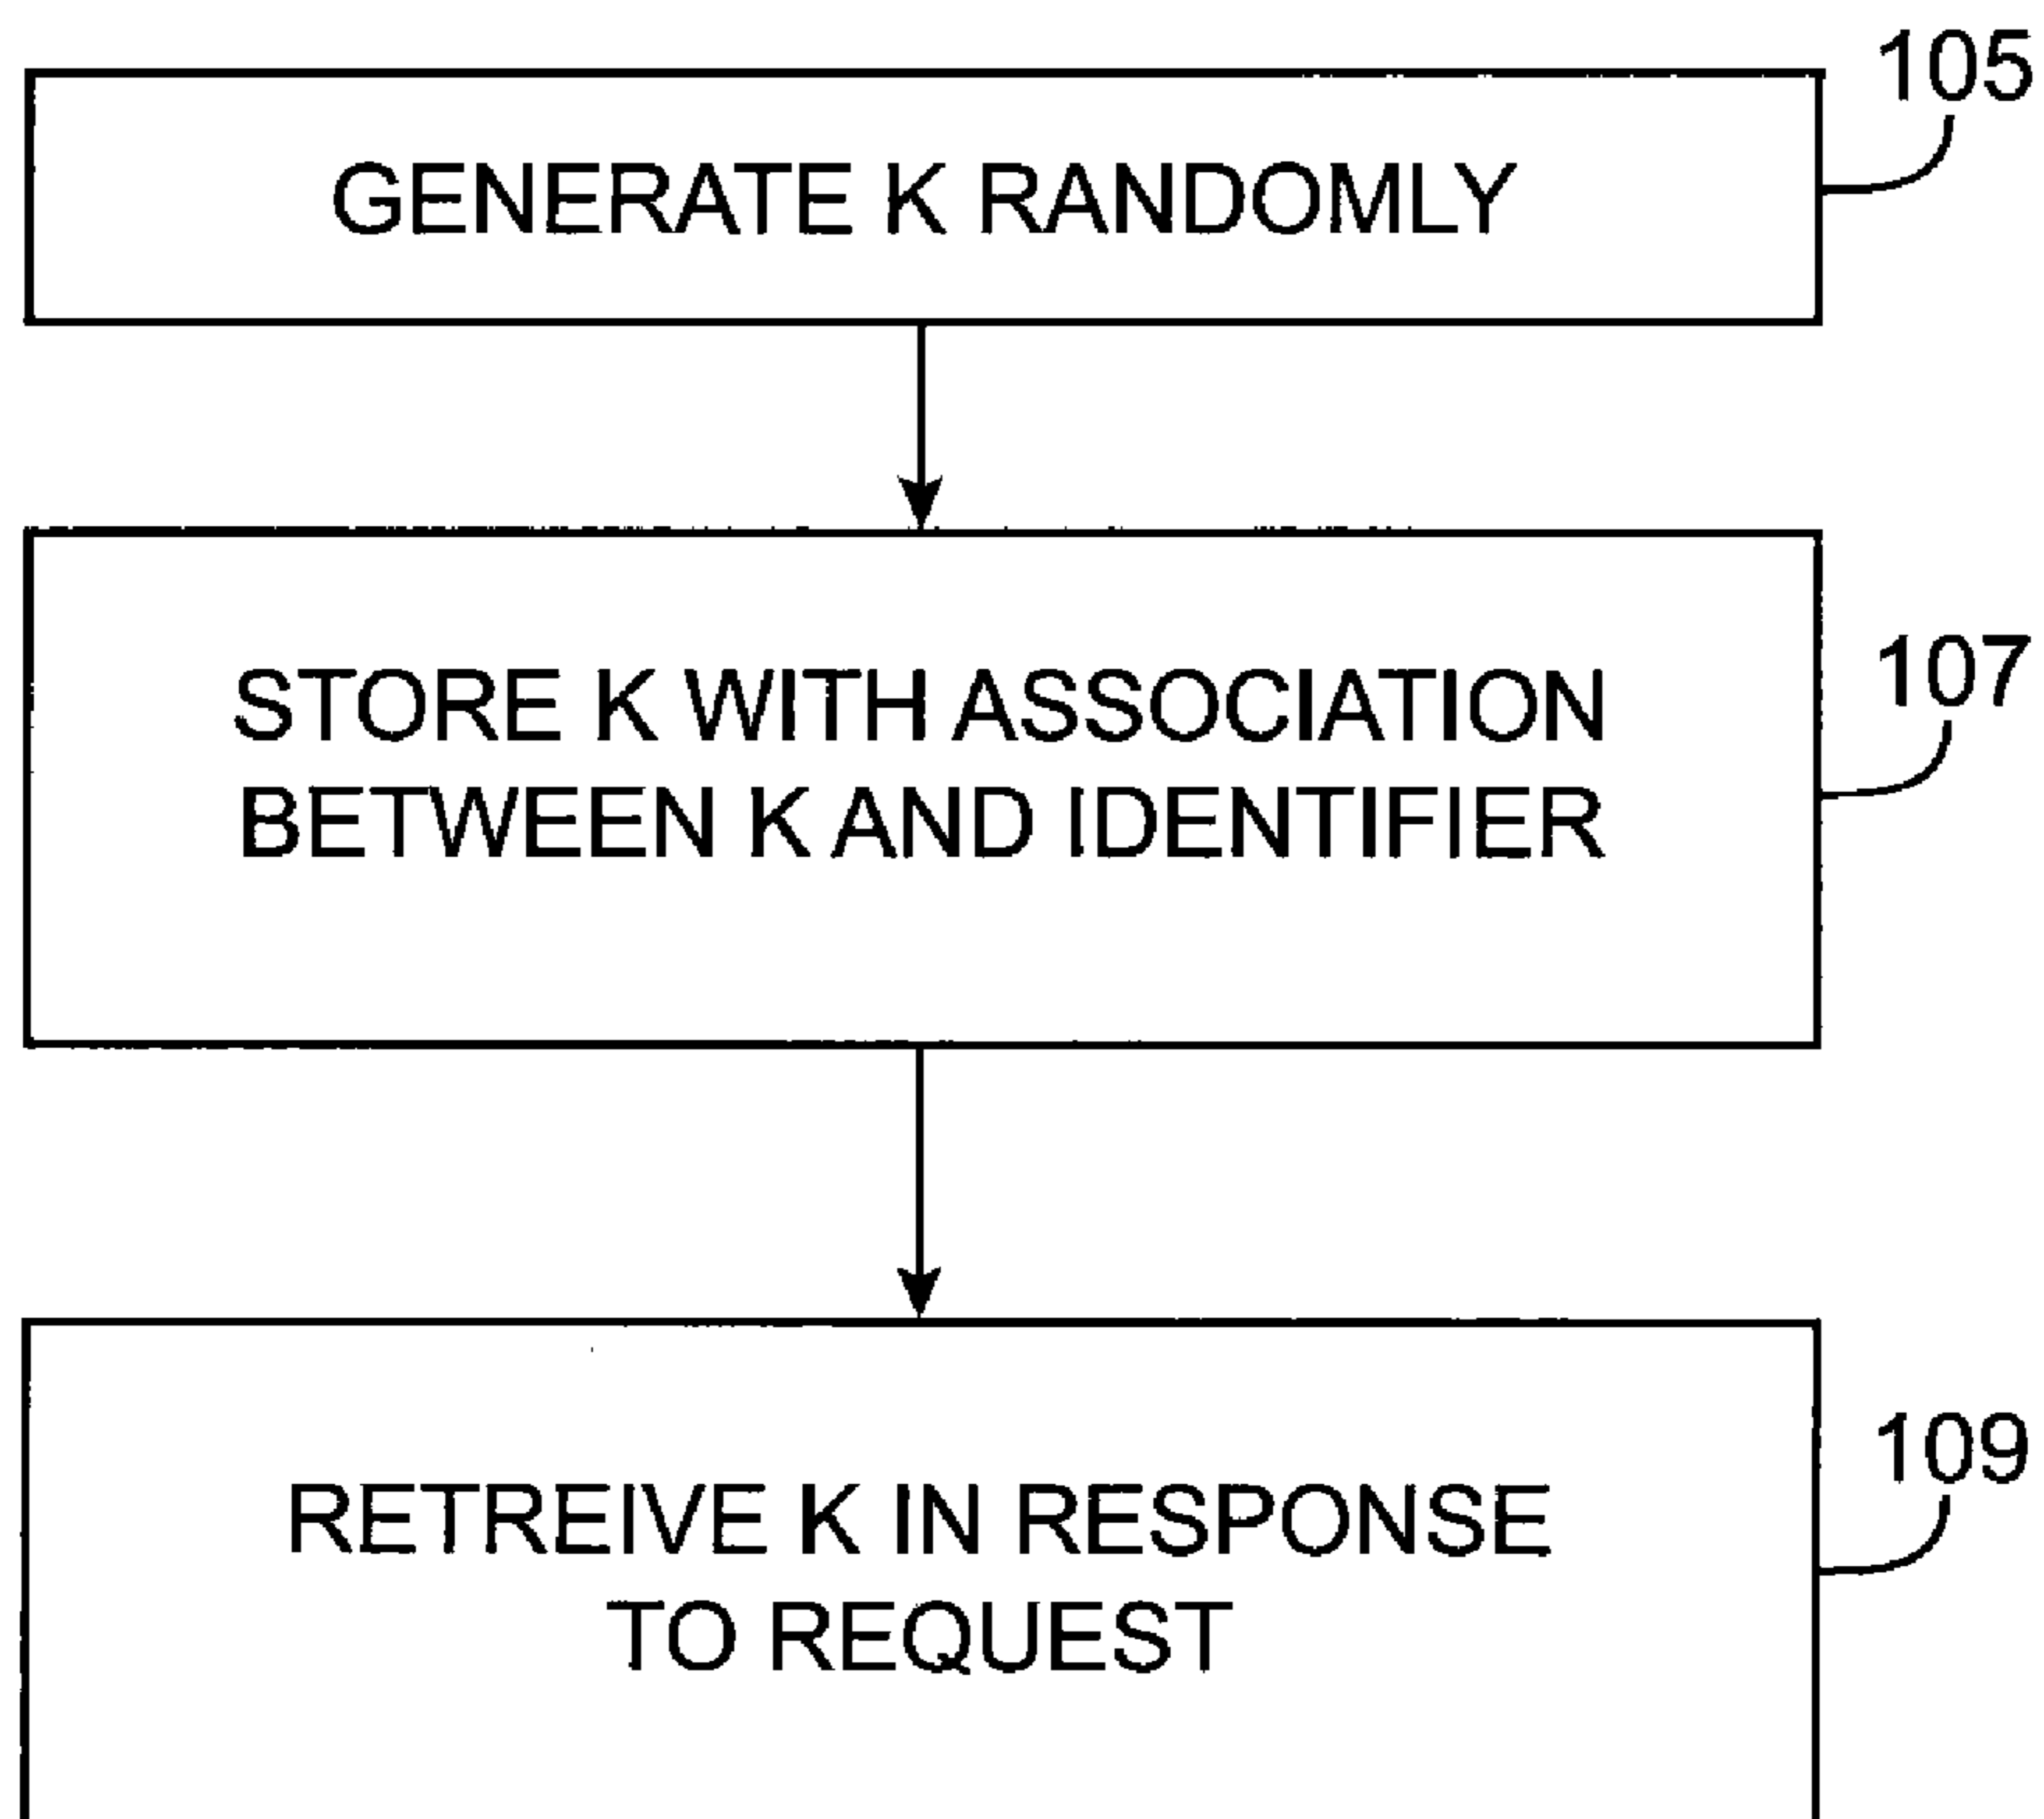 105
GENERATE K RANDOMLY
107
STORE K WITH ASSOCIATION
BETWEEN K AND IDENTIFIER
109
RETREIVE K IN RESPONSE
TO REQUEST